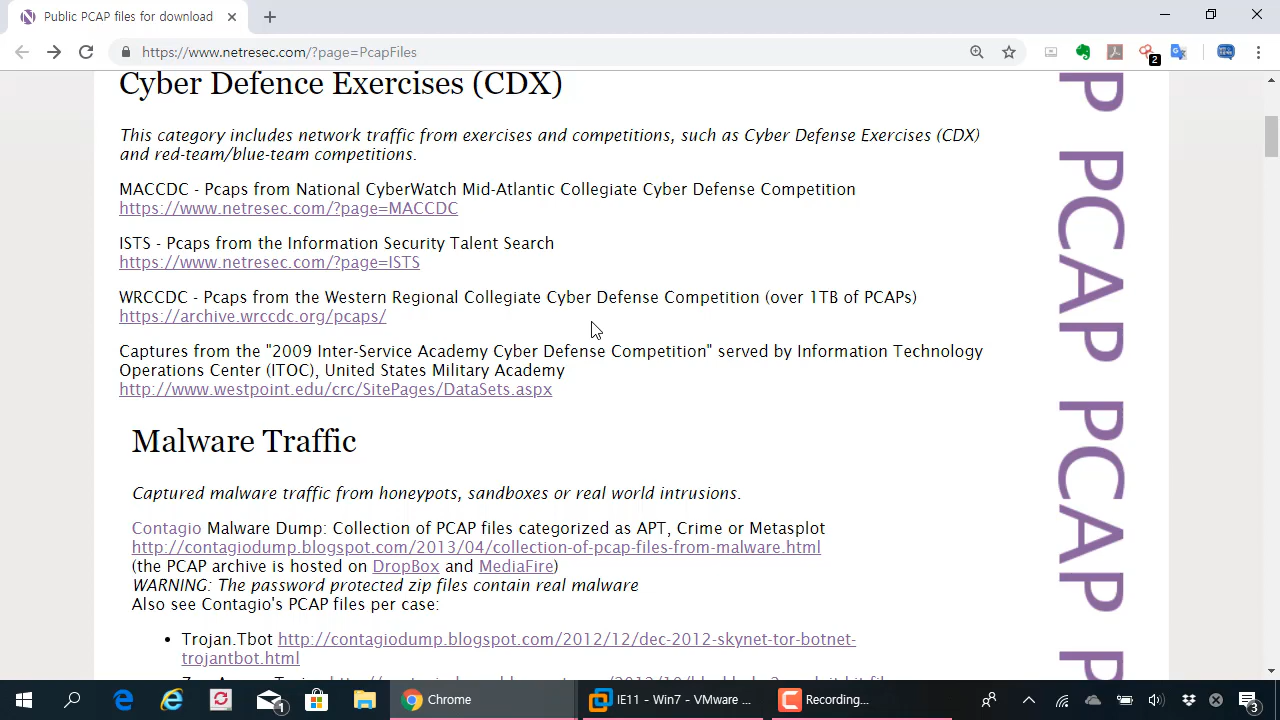 Public PCAP files for download
https://www.netresec.com/?page=PcapFiles
2
Cyber Defence Exercises (CDX)
This category includes network traffic from exercises and competitions, such as Cyber Defense Exercises (CDX)
and red-team/blue-team competitions.
MACCDC - Pcaps from National CyberWatch Mid-Atlantic Collegiate Cyber Defense Competition
https://www.netresec.com/?page=MACCDC
ISTS - Pcaps from the Information Security Talent Search
https://www.netresec.com/?page=ISTS
WRCCDC - Pcaps from the Western Regional Collegiate Cyber Defense Competition (over 1TB of PCAPs)
https://archive.wrccdc.org/pcaps/
Captures from the "2009 Inter-Service Academy Cyber Defense Competition" served by Information Technology
Operations Center (ITOC), United States Military Academy
http://www.westpoint.edu/crc/SitePages/DataSets.aspx
Malware Traffic
Captured malware traffic from honeypots, sandboxes or real world intrusions.
Contagio Malware Dump: Collection of PCAP files categorized as APT, Crime or Metasplot
http://contagiodump.blogspot.com/2013/04/collection-of-pcap-files-from-malware.html
(the PCAP archive is hosted on DropBox and MediaFire)
WARNING: The password protected zip files contain real malware
Also see Contagio's PCAP files per case:
• Trojan.Tbot http://contagiodump.blogspot.com/2012/12/dec-2012-skynet-tor-botnet-
trojantbot.html
P PCAP PCAP P
1
Chrome
IE11 - Win7 - VMware ...
Recording...
3